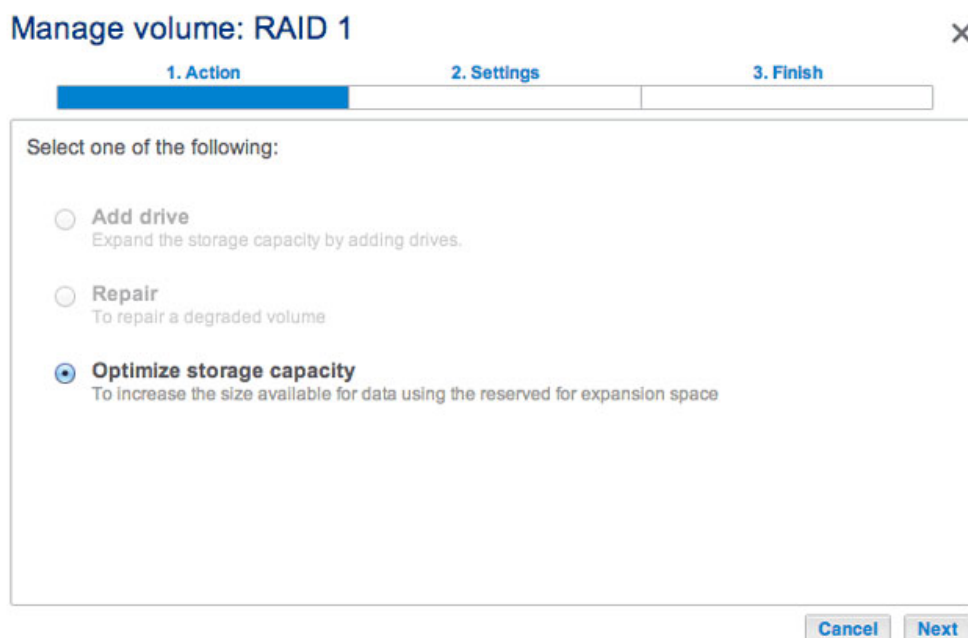 Manage volume: RAID 1
1. Action 2. Settings 3. Finish
Select one of the following:
Add drive
Expand the storage capacity by adding drives.
Repair
To repair a degraded volume
Optimize storage capacity
To increase the size available for data using the reserved for expansion space
Cancel Next